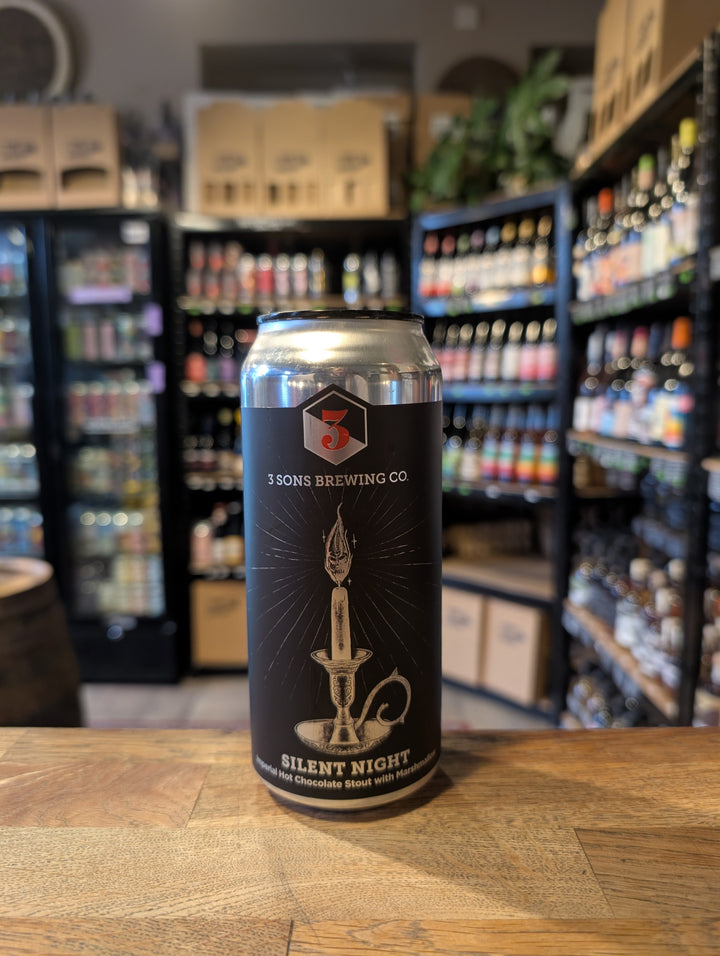 3
3 SONS BREWING CO.
SILENT NIGHT
Imperial Hot Chocolate Stout with Marshmallow